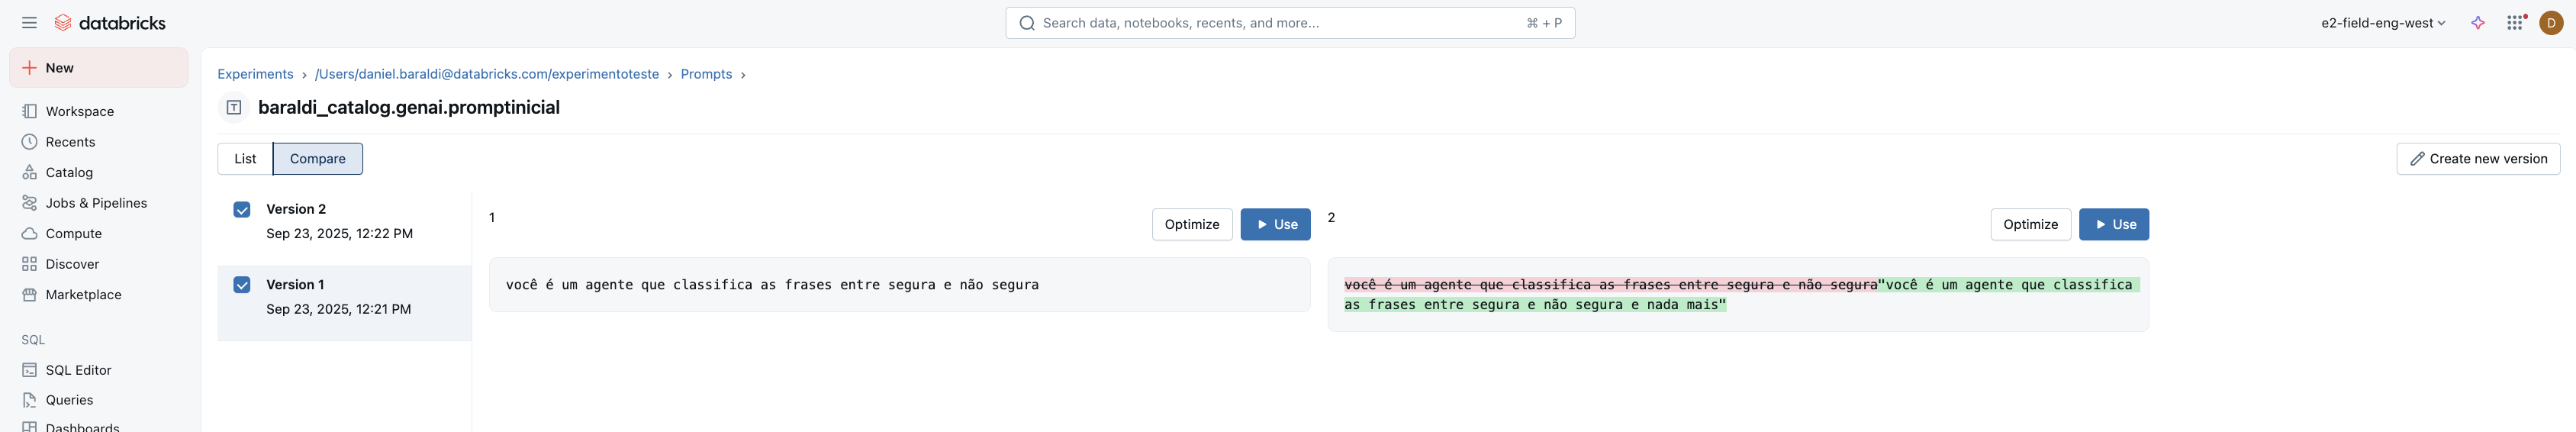 databricks
Search data, notebooks, recents, and more...
⌘ + P
e2-field-eng-west
D
New
Workspace
Recents
Catalog
Jobs & Pipelines
Compute
Discover
Marketplace
SQL
SQL Editor
Queries
Dashboards
Experiments > /Users/daniel.baraldi@databricks.com/experimentoteste > Prompts >
baraldi_catalog.genai.promptinicial
List
Compare
Create new version
Version 2
Sep 23, 2025, 12:22 PM
Version 1
Sep 23, 2025, 12:21 PM
1
Optimize
Use
você é um agente que classifica as frases entre segura e não segura
2
Optimize
Use
você é um agente que classifica as frases entre segura e não segura"você é um agente que classifica
as frases entre segura e não segura e nada mais"